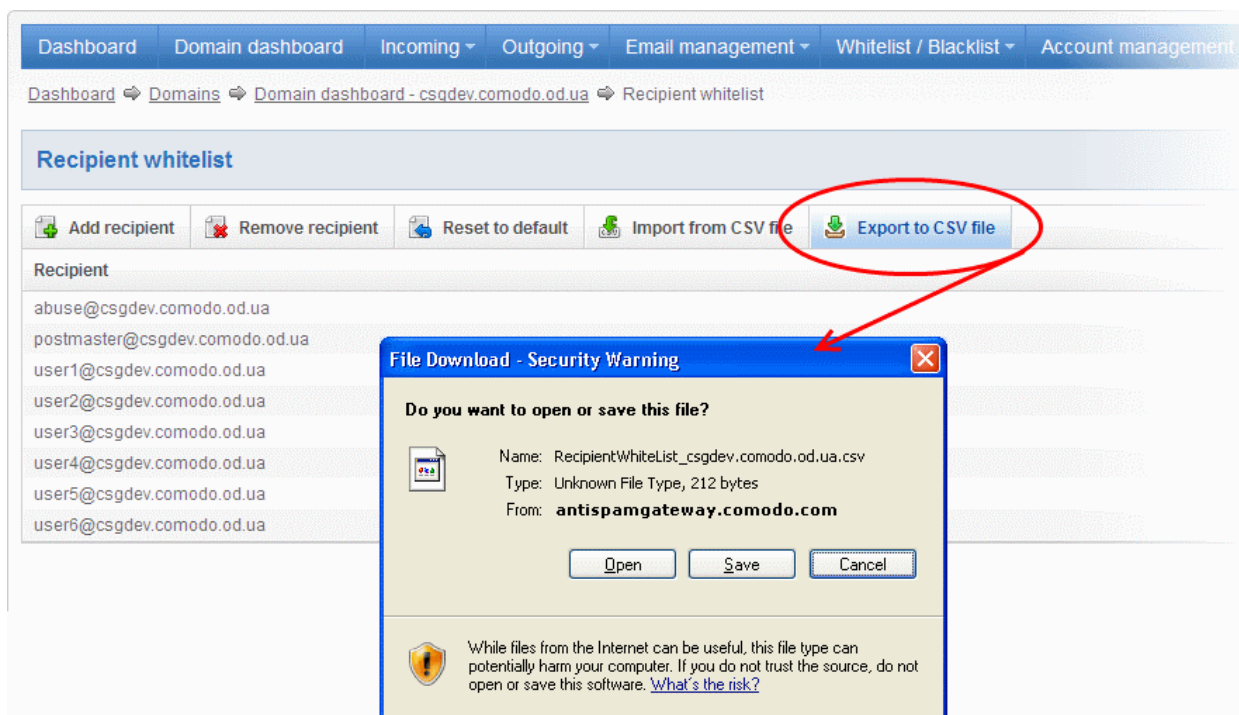 Dashboard Domain dashboard Incoming Outgoing Email management Whitelist / Blacklist Account management
Dashboard Domains Domain dashboard - csgdev.comodo.od.ua Recipient whitelist
Recipient whitelist
Add recipient Remove recipient Reset to default Import from CSV file Export to CSV file
Recipient
abuse@csgdev.comodo.od.ua
postmaster@csgdev.comodo.od.ua
user1@csgdev.comodo.od.ua
user2@csgdev.comodo.od.ua
user3@csgdev.comodo.od.ua
user4@csgdev.comodo.od.ua
user5@csgdev.comodo.od.ua
user6@csgdev.comodo.od.ua
File Download - Security Warning
Do you want to open or save this file?
Name: RecipientWhiteList_csgdev.comodo.od.ua.csv
Type: Unknown File Type, 212 bytes
From: antispamgateway.comodo.com
Open Save Cancel
While files from the Internet can be useful, this file type can
potentially harm your computer. If you do not trust the source, do not
open or save this software. What's the risk?